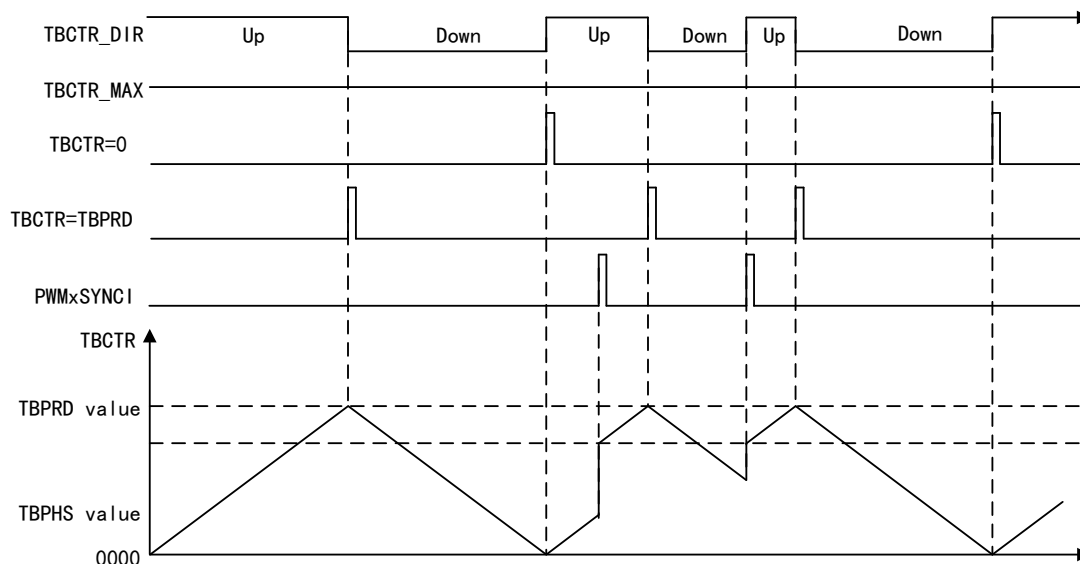 TBCTR_DIR
Up
Down
Up
Down
Up
Down
TBCTR_MAX
TBCTR=0
TBCTR=TBPRD
PWMxSYNCI
TBCTR
TBPRD value
TBPHS value
0000